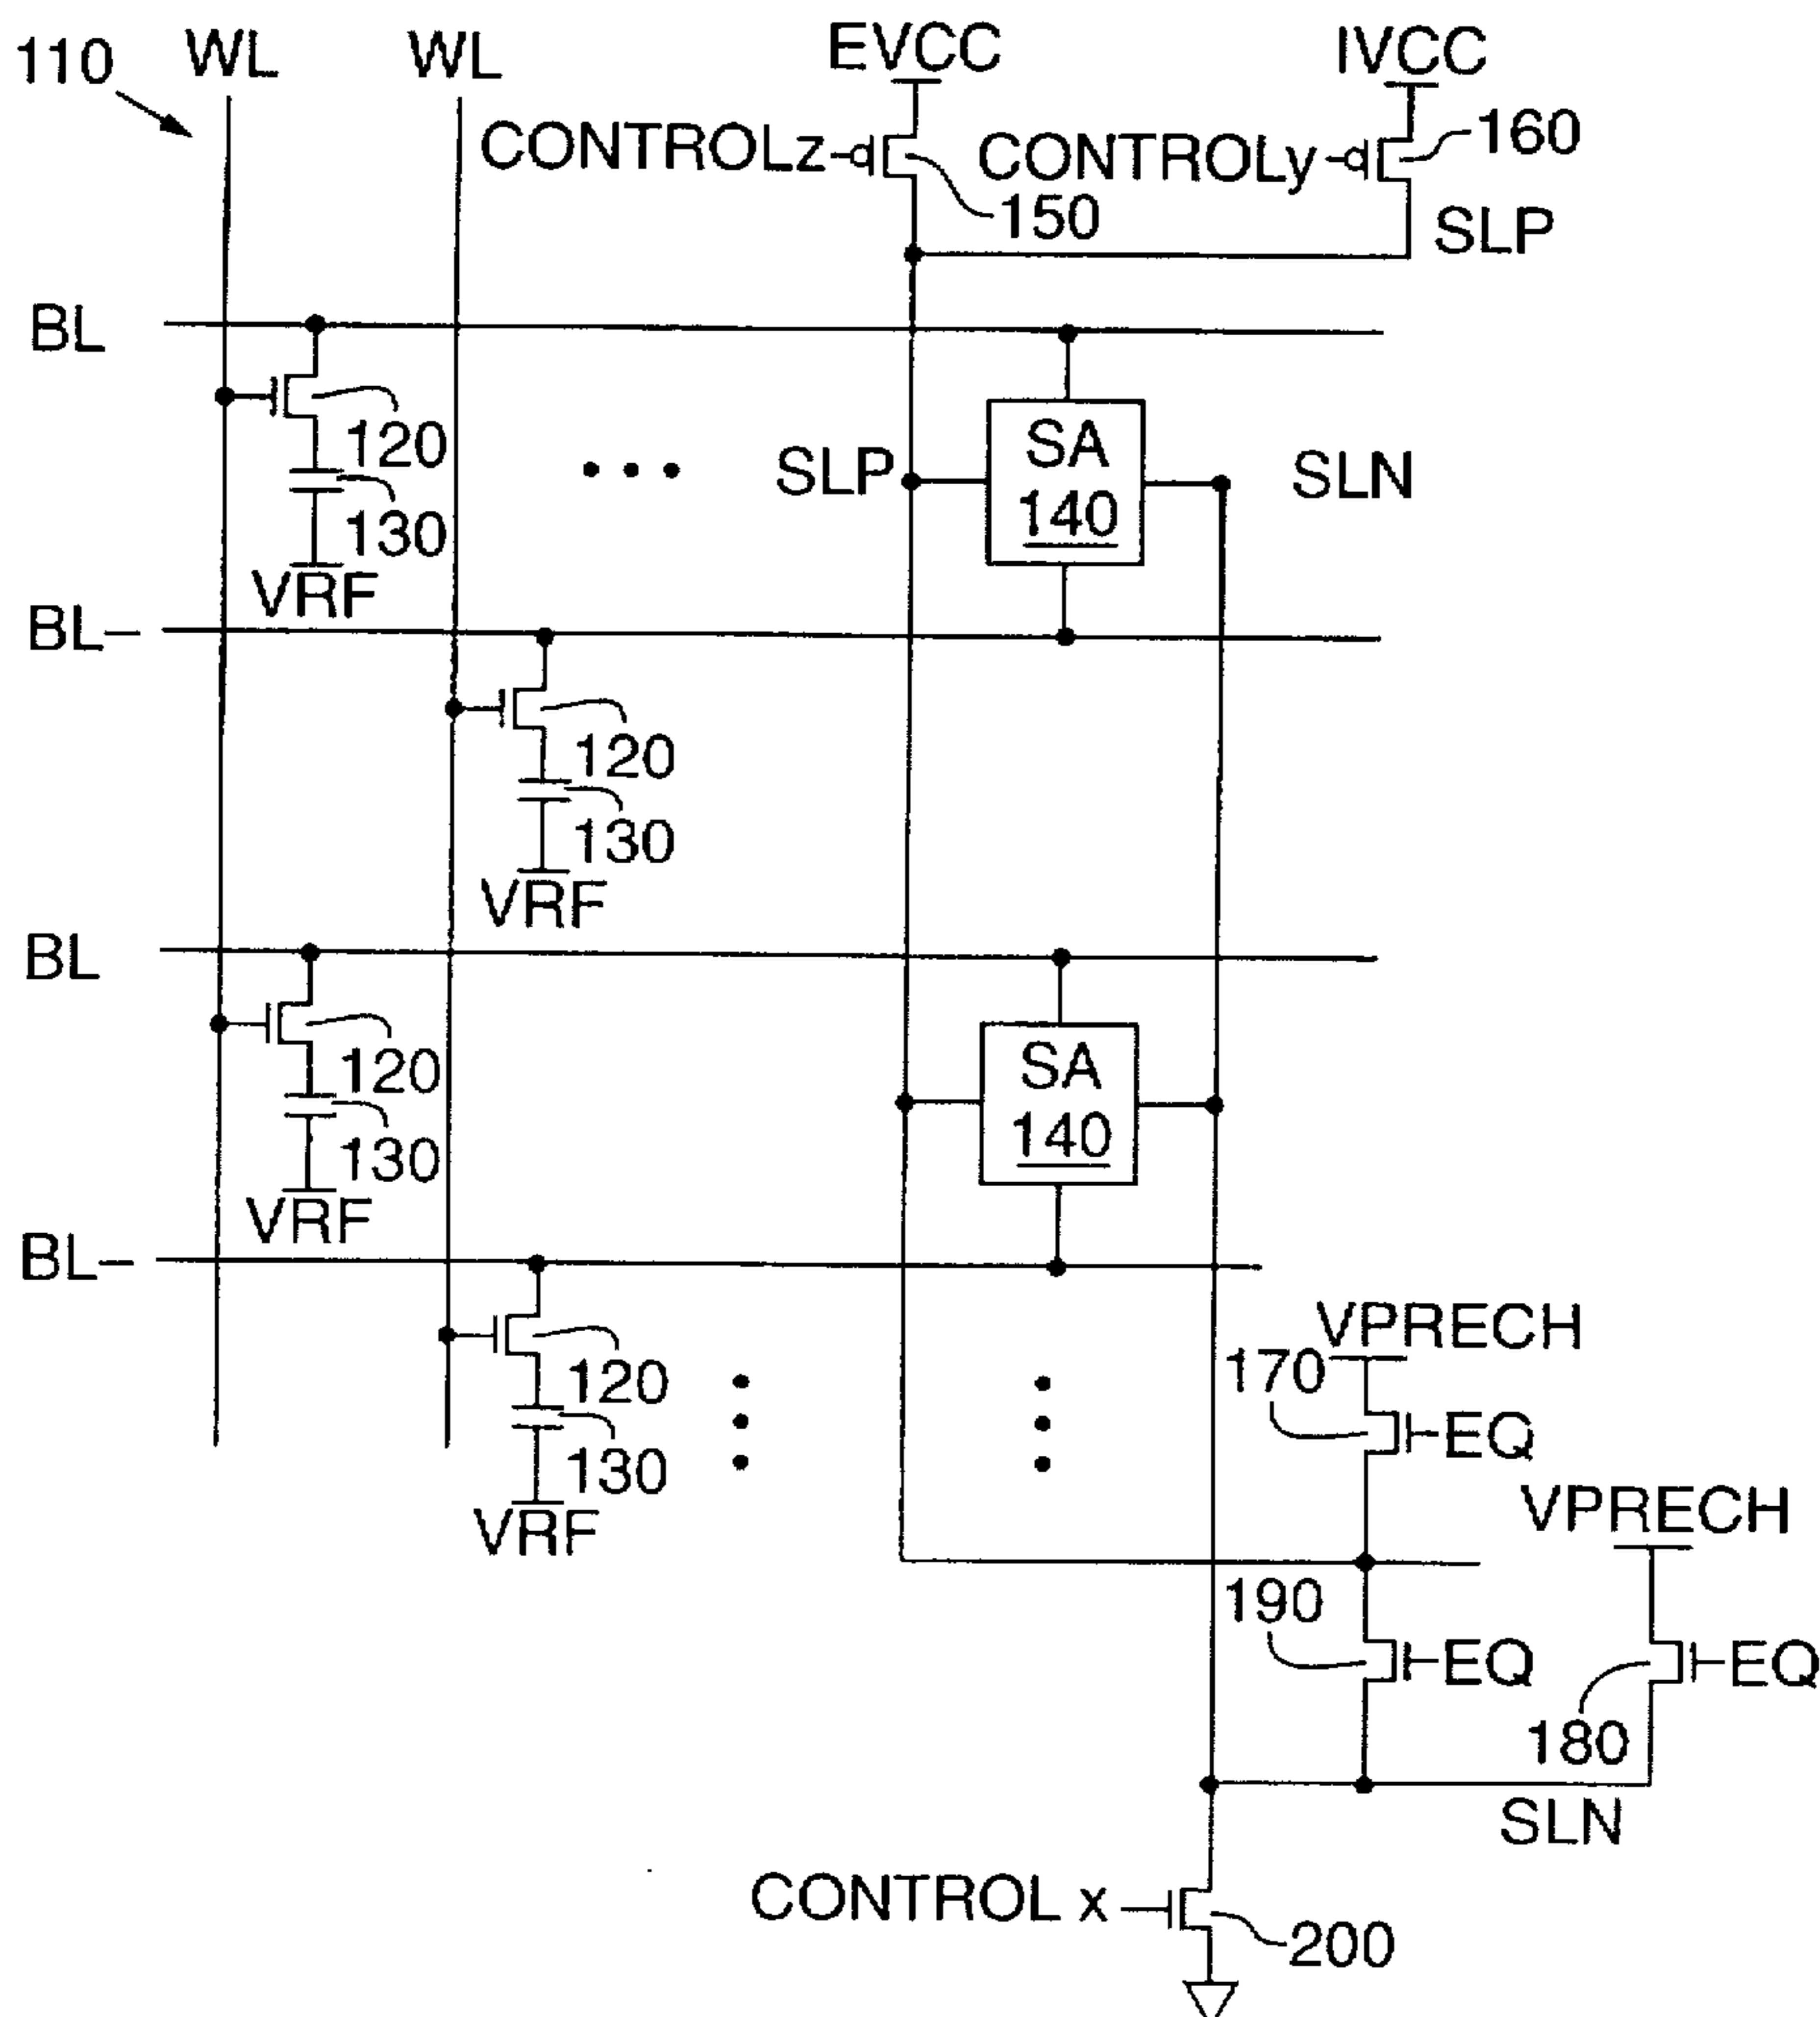 110
WL
WL
EVCC
IVCC
CONTROLz
150
CONTROLy
160
SLP
BL
120
130
VRF
SLP
SA
140
SLN
BL–
120
130
VRF
BL
120
130
VRF
SA
140
BL–
120
130
VRF
VPRECH
170
EQ
VPRECH
190
EQ
EQ
180
SLN
CONTROL x
200